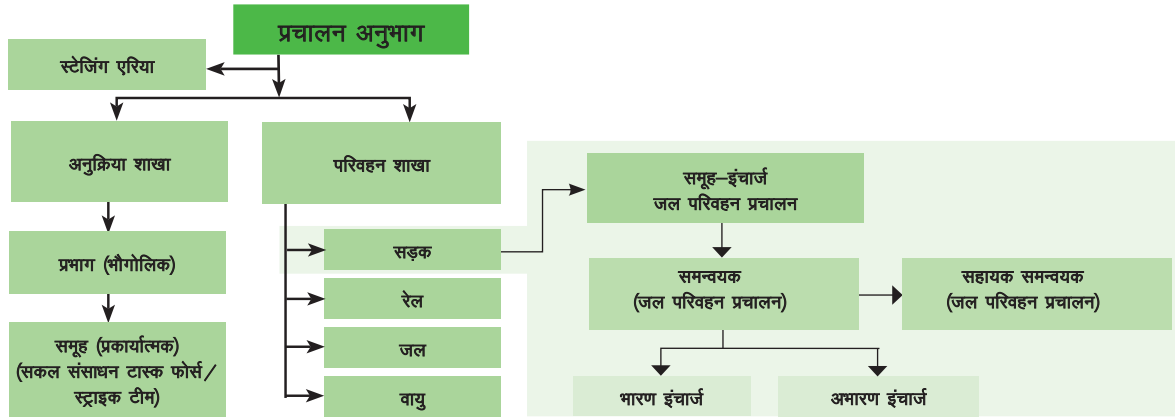 प्रचालन अनुभाग
स्टेजिंग एरिया
अनुक्रिया शाखा
परिवहन शाखा
समूह–इंचार्ज
जल परिवहन प्रचालन
प्रभाग (भौगोलिक)
सड़क
समन्वयक
(जल परिवहन प्रचालन)
सहायक समन्वयक
(जल परिवहन प्रचालन)
रेल
समूह (प्रकार्यात्मक)
(सकल संसाधन टास्क फोर्स/
स्ट्राइक टीम)
जल
वायु
भारण इंचार्ज
अभारण इंचार्ज